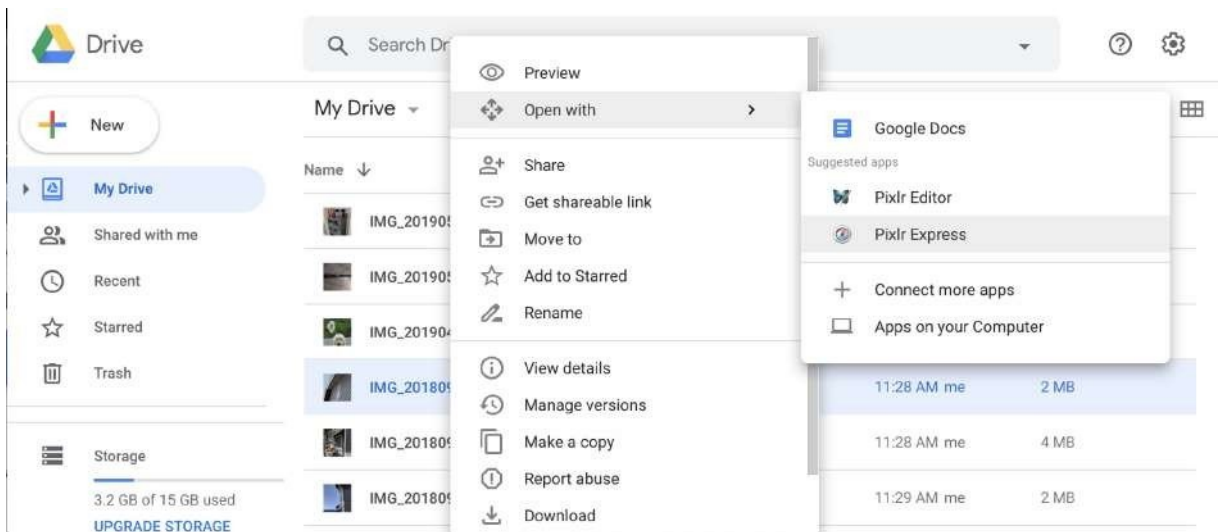 Drive
Search Dr
New
My Drive
Shared with me
Recent
Starred
Trash
Storage
3.2 GB of 15 GB used
UPGRADE STORAGE
My Drive
Name
IMG_20190
IMG_20190
IMG_20190
IMG_20180
IMG_20180
IMG_20180
Preview
Open with
Share
Get shareable link
Move to
Add to Starred
Rename
View details
Manage versions
Make a copy
Report abuse
Download
Google Docs
Suggested apps
Pixlr Editor
Pixlr Express
Connect more apps
Apps on your Computer
11:28 AM me 2 MB
11:28 AM me 4 MB
11:29 AM me 2 MB